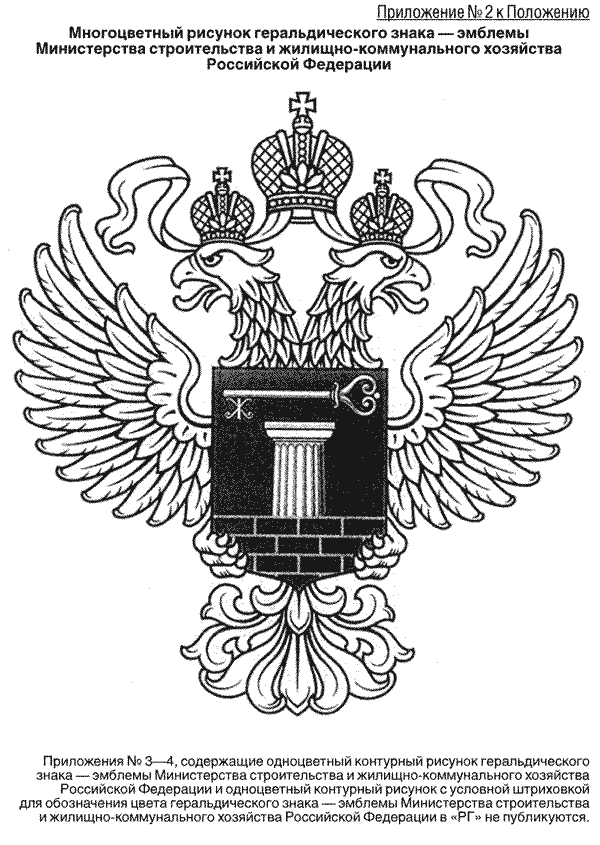 Приложение № 2 к Положению
Многоцветный рисунок геральдического знака — эмблемы
Министерства строительства и жилищно-коммунального хозяйства
Российской Федерации
Приложения № 3—4, содержащие одноцветный контурный рисунок геральдического
знака — эмблемы Министерства строительства и жилищно-коммунального хозяйства
Российской Федерации и одноцветный контурный рисунок с условной штриховкой
для обозначения цвета геральдического знака — эмблемы Министерства строительства
и жилищно-коммунального хозяйства Российской Федерации в «РГ» не публикуются.